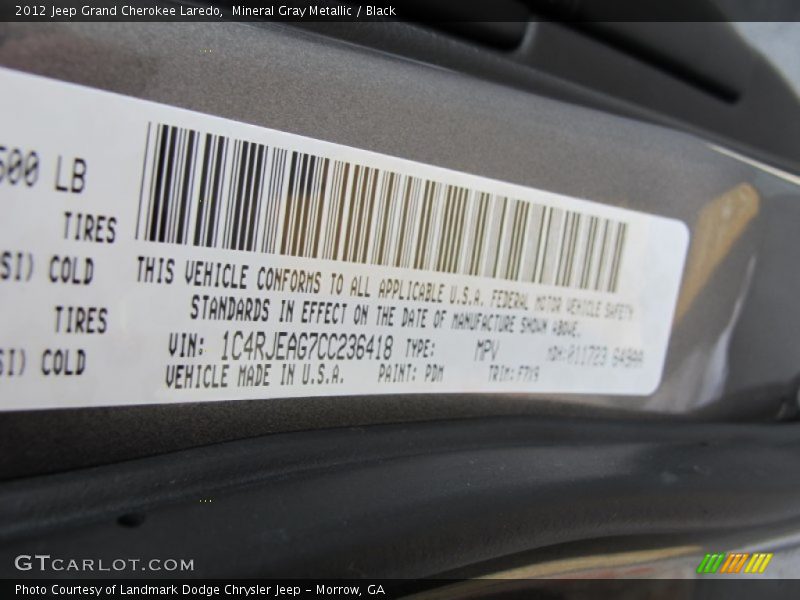 2012 Jeep Grand Cherokee Laredo, Mineral Gray Metallic / Black
500 LB
TIRES
SI) COLD
TIRES
SI) COLD
THIS VEHICLE CONFORMS TO ALL APPLICABLE U.S.A. FEDERAL MOTOR VEHICLE SAFETY
STANDARDS IN EFFECT ON THE DATE OF MANUFACTURE SHOWN ABOVE.
VIN: 1C4RJEAG7CC236418 TYPE: MPV MDH:011723
VEHICLE MADE IN U.S.A. PAINT: PDM TRIM:F7X9
GTCARLOT.COM
Photo Courtesy of Landmark Dodge Chrysler Jeep - Morrow, GA